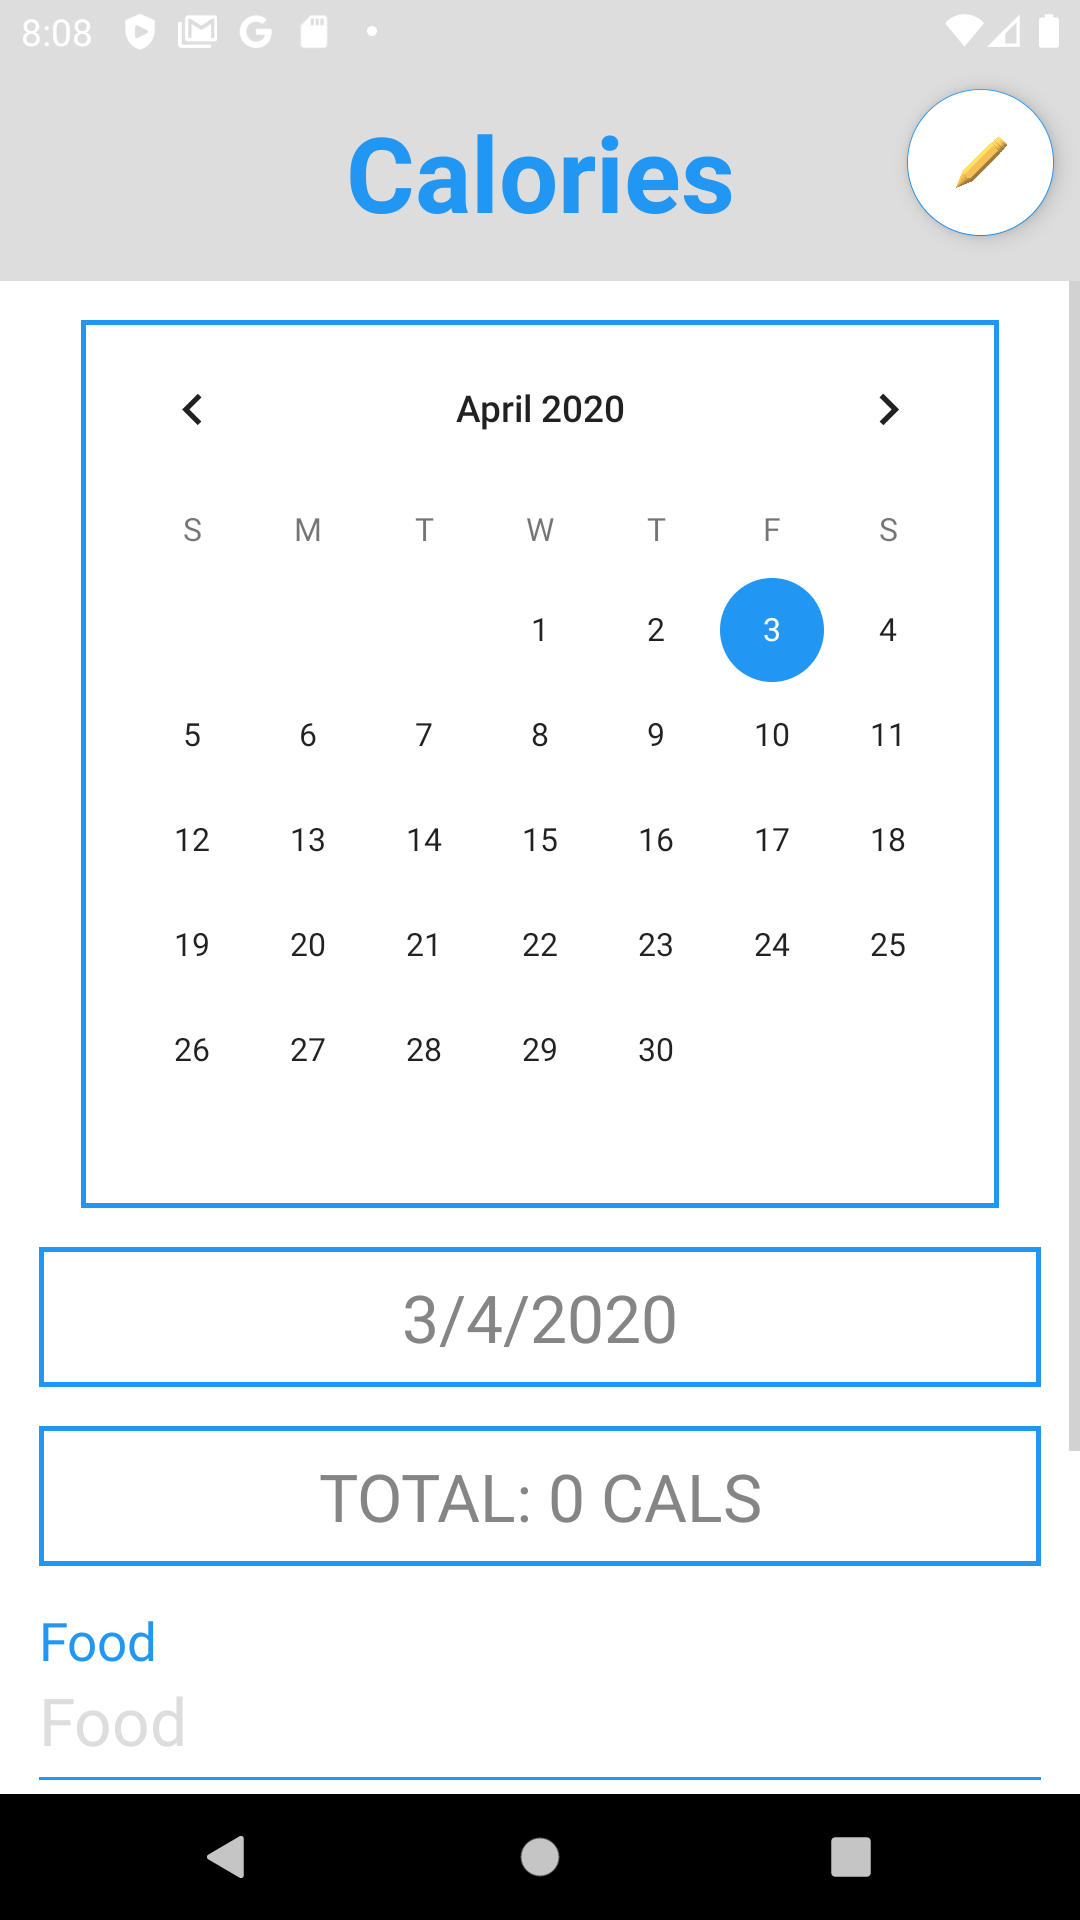 8:08
Calories
April 2020
S M T W T F S
1 2 3 4
5 6 7 8 9 10 11
12 13 14 15 16 17 18
19 20 21 22 23 24 25
26 27 28 29 30
3/4/2020
TOTAL: 0 CALS
Food
Food